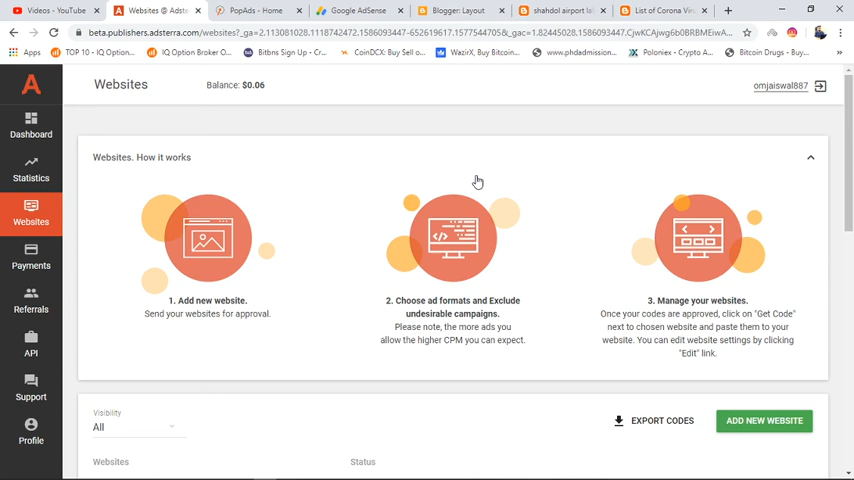 Videos - YouTube
Websites @ Adste
PopAds - Home
Google AdSense
Blogger: Layout
shahdol airport la
List of Corona Viru
beta.publishers.adsterra.com/websites?_ga=2.113081028.1118742472.1586093447-652619617.1577544705&_gac=1.82445028.1586093447.CjwKCAjwg6b0BRBMEiwA...
Apps
TOP 10 - IQ Option...
IQ Option Broker O...
Bitbns Sign Up - Cr...
CoinDCX: Buy Sell o...
WazirX, Buy Bitcoin...
www.phdadmission...
Poloniex - Crypto A...
Bitcoin Drugs - Buy...
Websites
Balance: $0.06
omjaiswal887
Dashboard
Statistics
Websites
Payments
Referrals
API
Support
Profile
Websites. How it works
1. Add new website.
Send your websites for approval.
2. Choose ad formats and Exclude
undesirable campaigns.
Please note, the more ads you
allow the higher CPM you can expect.
3. Manage your websites.
Once your codes are approved, click on "Get Code"
next to chosen website and paste them to your
website. You can edit website settings by clicking
"Edit" link.
Visibility
All
EXPORT CODES
ADD NEW WEBSITE
Websites
Status